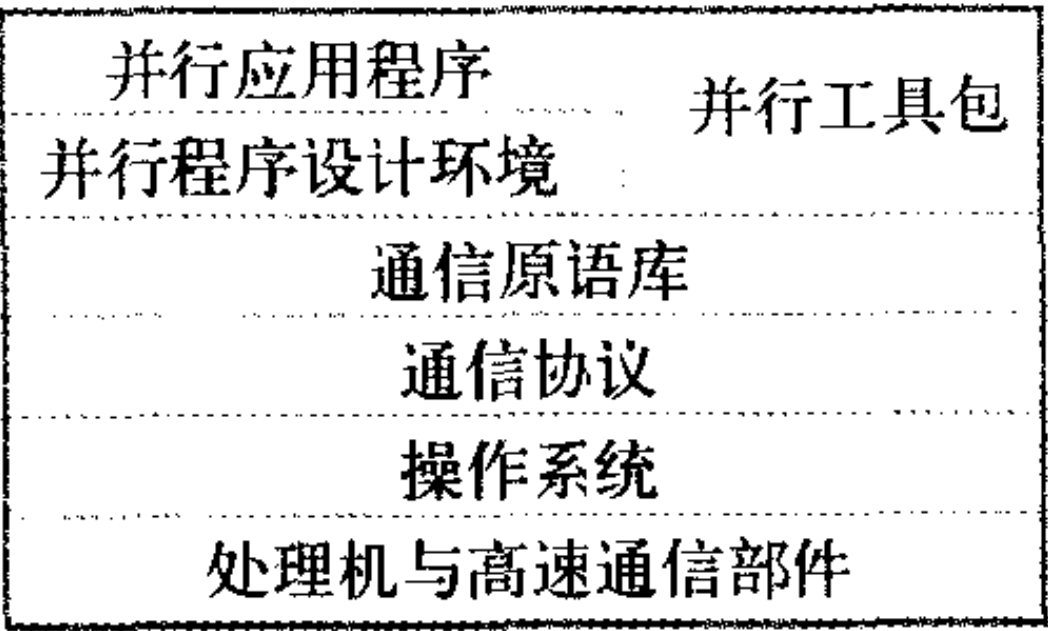 并行应用程序
并行工具包
并行程序设计环境
通信原语库
通信协议
操作系统
处理机与高速通信部件